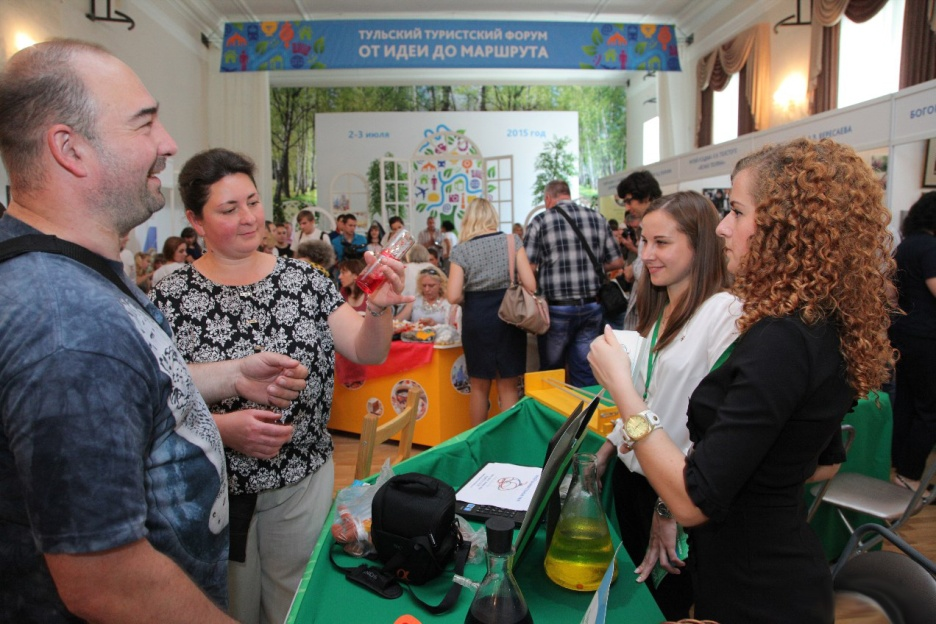 ТУЛЬСКИЙ ТУРИСТСКИЙ ФОРУМ
ОТ ИДЕИ ДО МАРШРУТА
2-3 июля
2015 год
ВЕРЕСАЕВА
БОГО